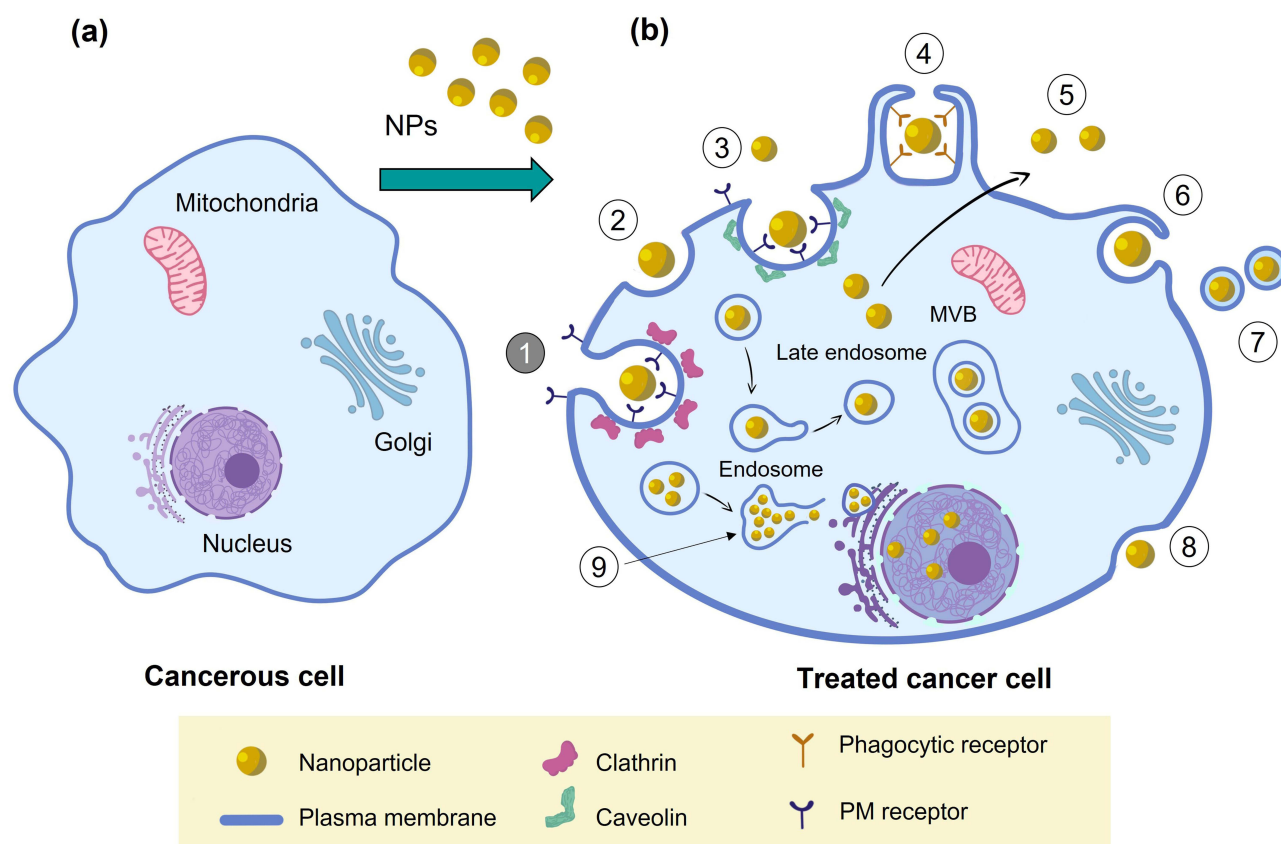 (a)
(b)
NPs
Mitochondria
Golgi
Nucleus
Cancerous cell
1
2
3
4
5
6
7
8
9
MVB
Late endosome
Endosome
Treated cancer cell
Nanoparticle
Clathrin
Phagocytic receptor
Plasma membrane
Caveolin
PM receptor